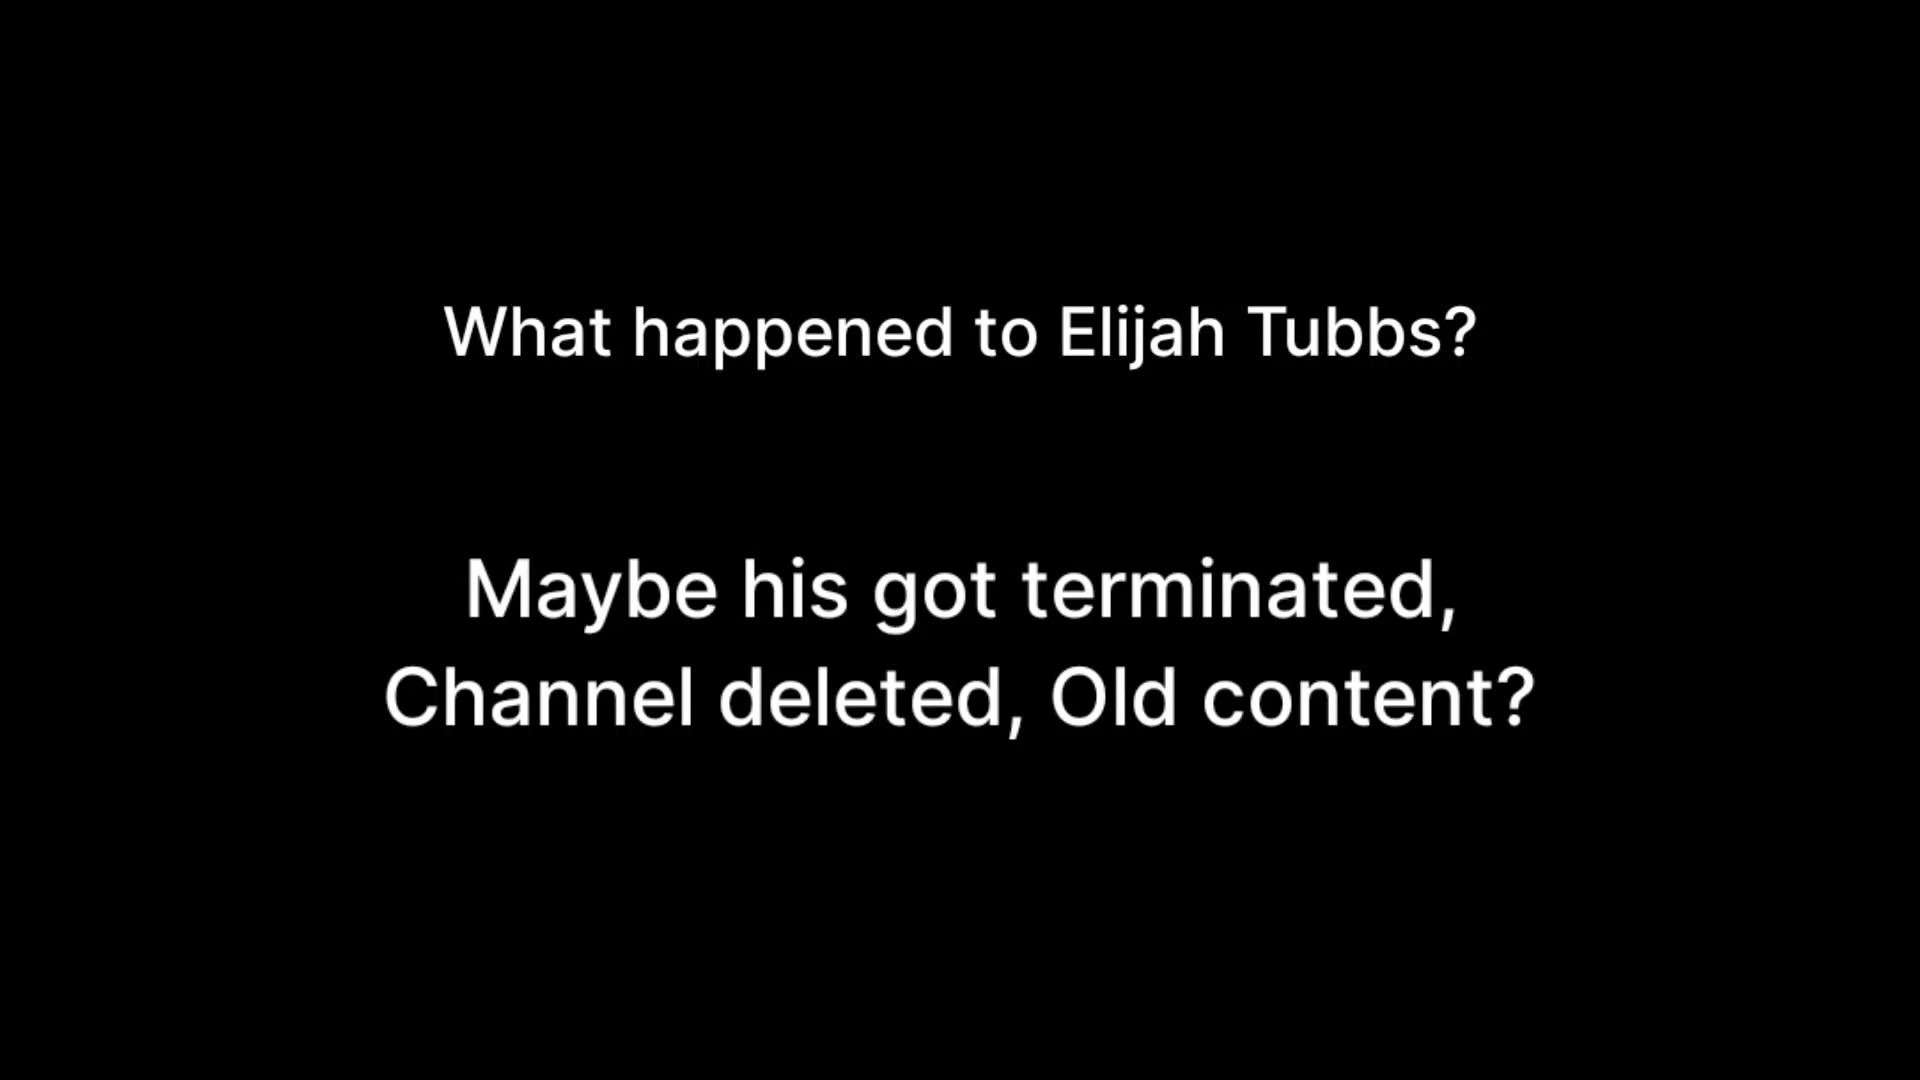 What happened to Elijah Tubbs?
Maybe his got terminated,
Channel deleted, Old content?